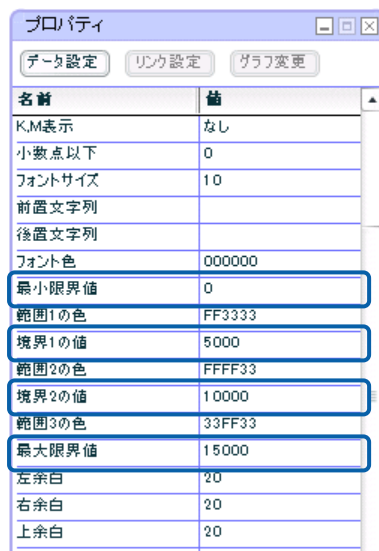 プロパティ
データ設定 リンク設定 グラフ変更
名前 値
K,M表示 なし
小数点以下 0
フォントサイズ 10
前置文字列
後置文字列
フォント色 000000
最小限界値 0
範囲1の色 FF3333
境界1の値 5000
範囲2の色 FFFF33
境界2の値 10000
範囲3の色 33FF33
最大限界値 15000
左余白 20
右余白 20
上余白 20